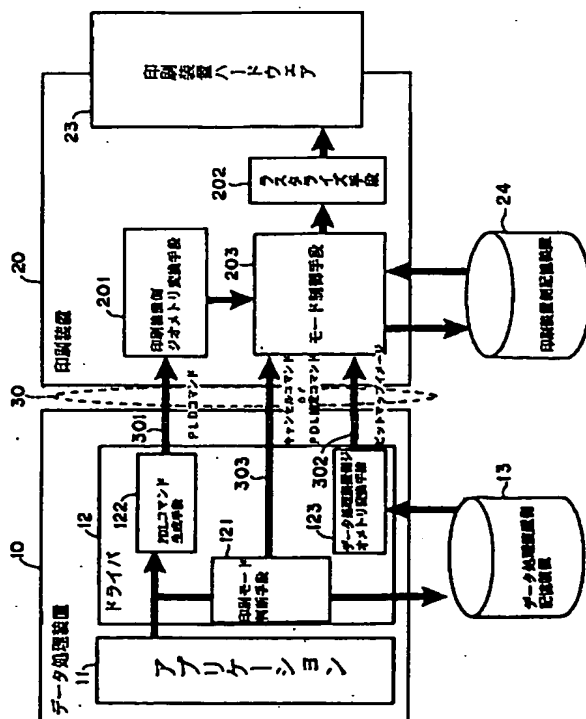 10
データ処理装置
11
アプリケーション
12
ドライバ
122
PDLコマンド
生成手段
121
印刷モード
判断手段
123
データ処理装置側ジ
オメトリ変換手段
13
データ処理装置側
記憶装置
30
301
PLDコマンド
303
キャンセルコマンド
or
PDL確定コマンド
302
ビットマップイメージ
20
印刷装置
201
印刷装置側
ジオメトリ変換手段
203
モード制御手段
202
ラスタライズ手段
23
印刷装置ハードウエア
24
印刷装置側記憶装置